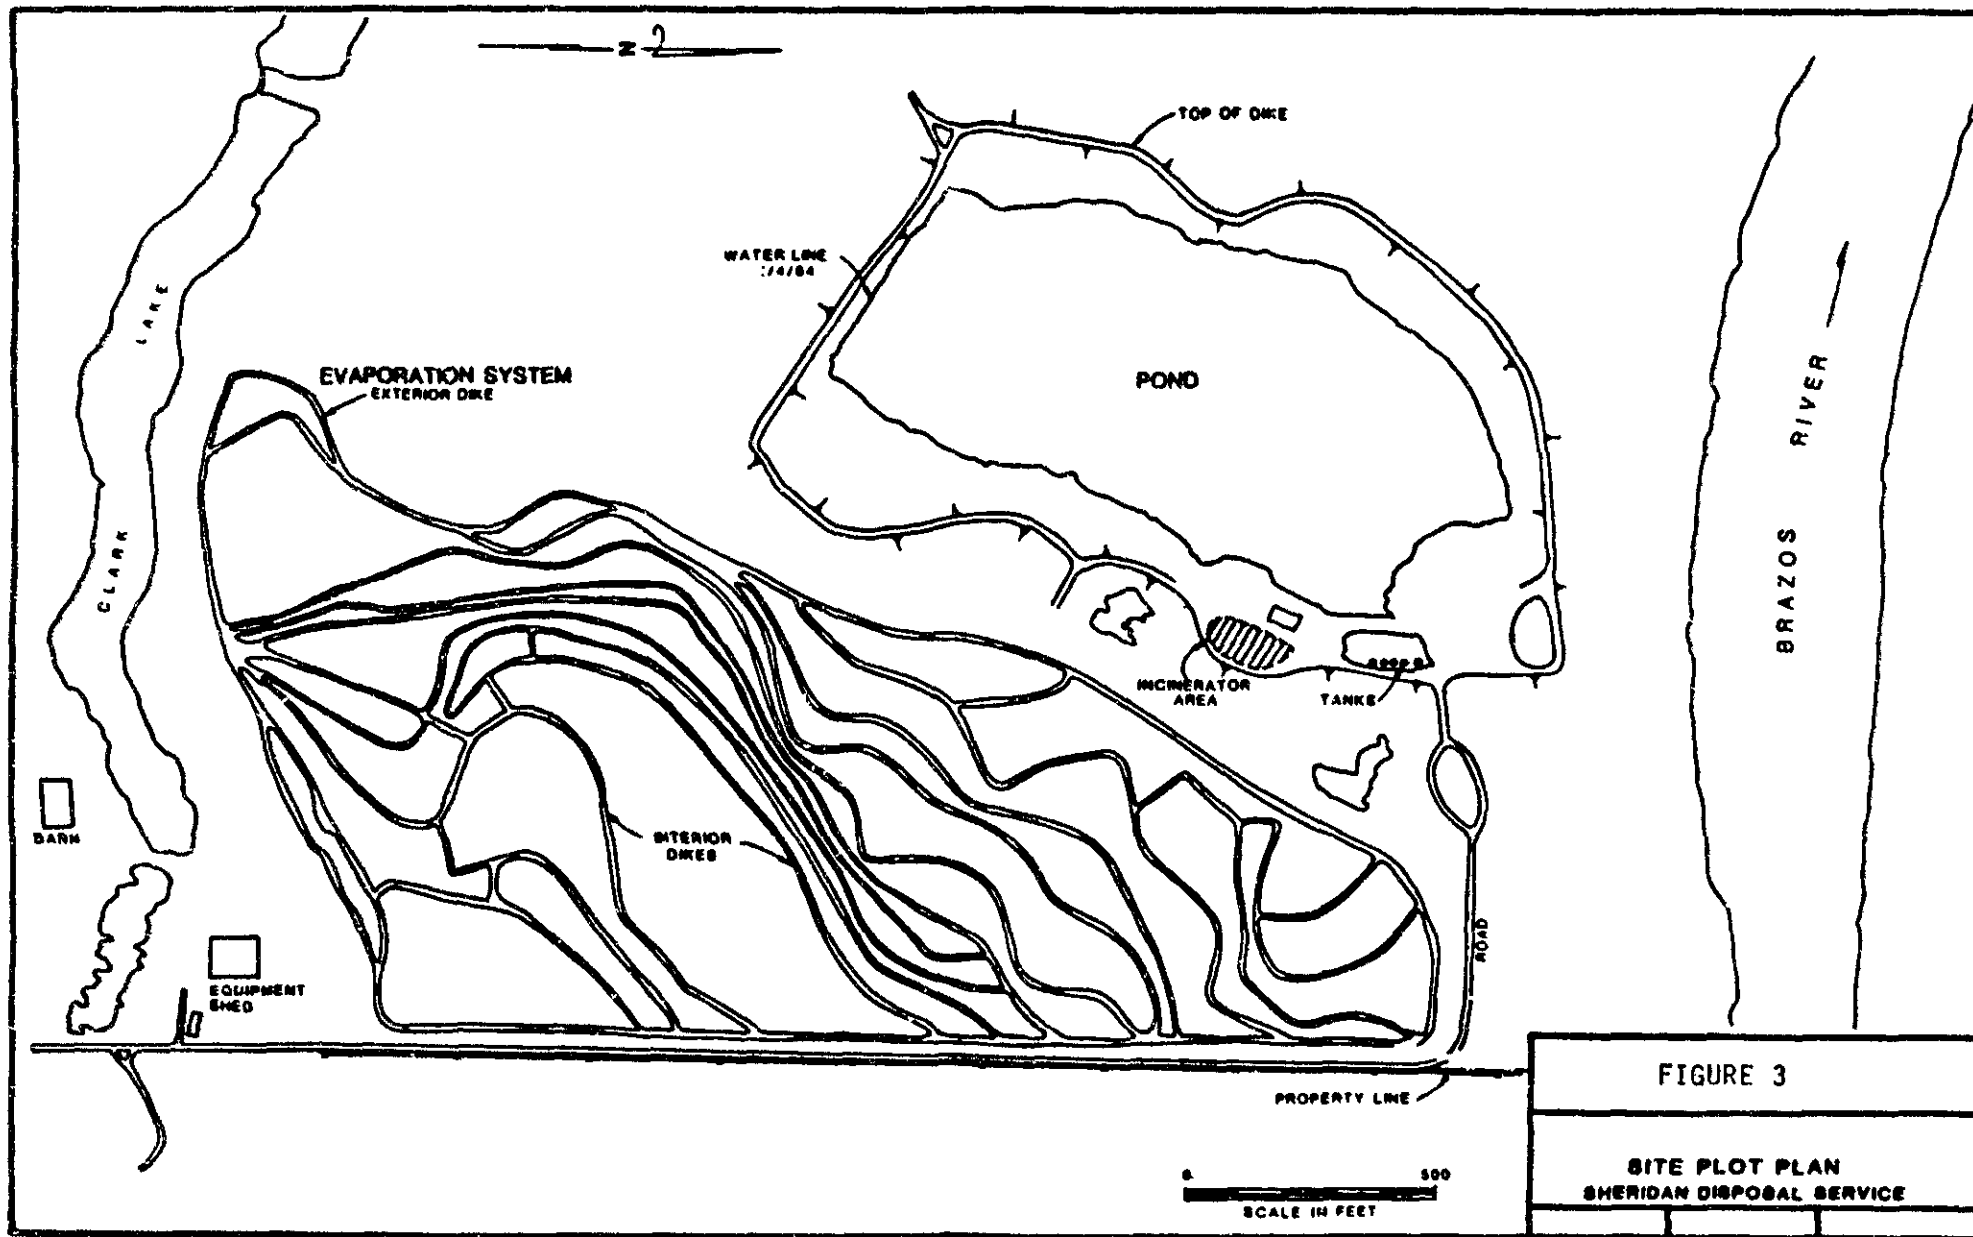 N
TOP OF DIKE
WATER LINE
LAKE
EVAPORATION SYSTEM
EXTERIOR DIKE
POND
RIVER
CLARK
BRAZOS
INCINERATOR
AREA
TANKS
BARN
INTERIOR
DIKES
ROAD
EQUIPMENT
SHED
PROPERTY LINE
FIGURE 3
0 500
SCALE IN FEET
SITE PLOT PLAN
SHERIDAN DISPOSAL SERVICE